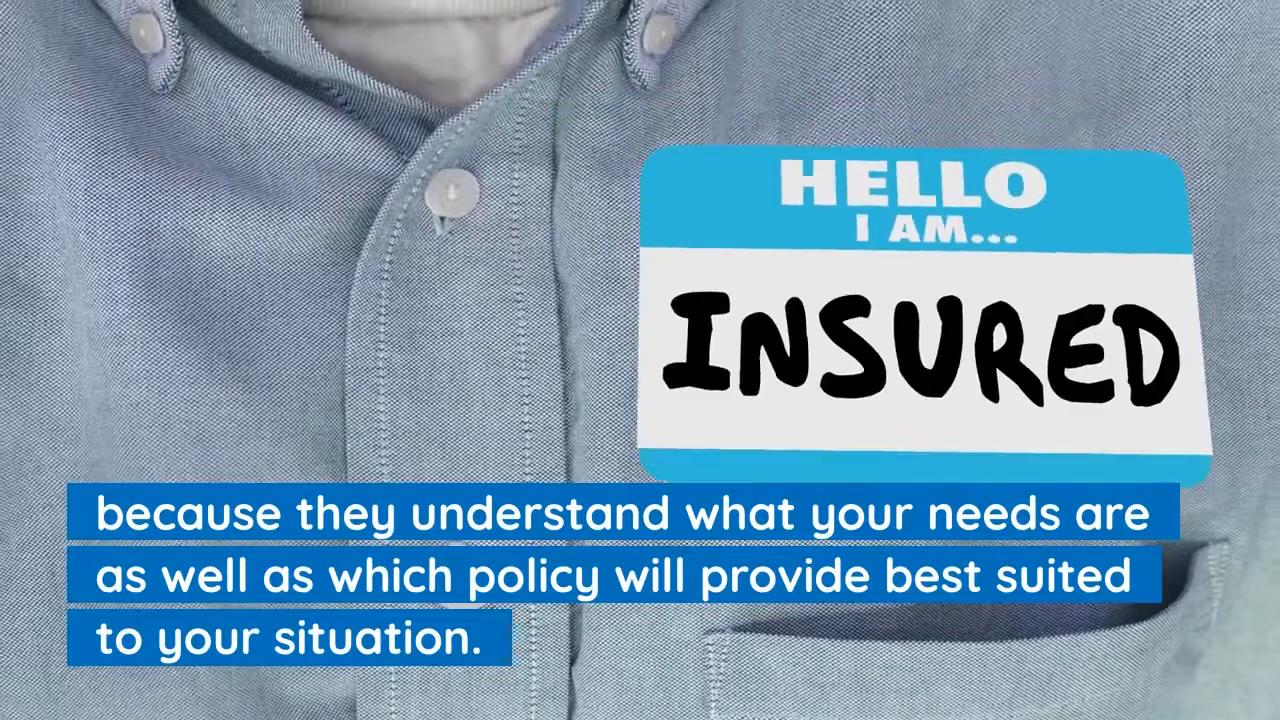 HELLO
I AM...
INSURED
because they understand what your needs are
as well as which policy will provide best suited
to your situation.